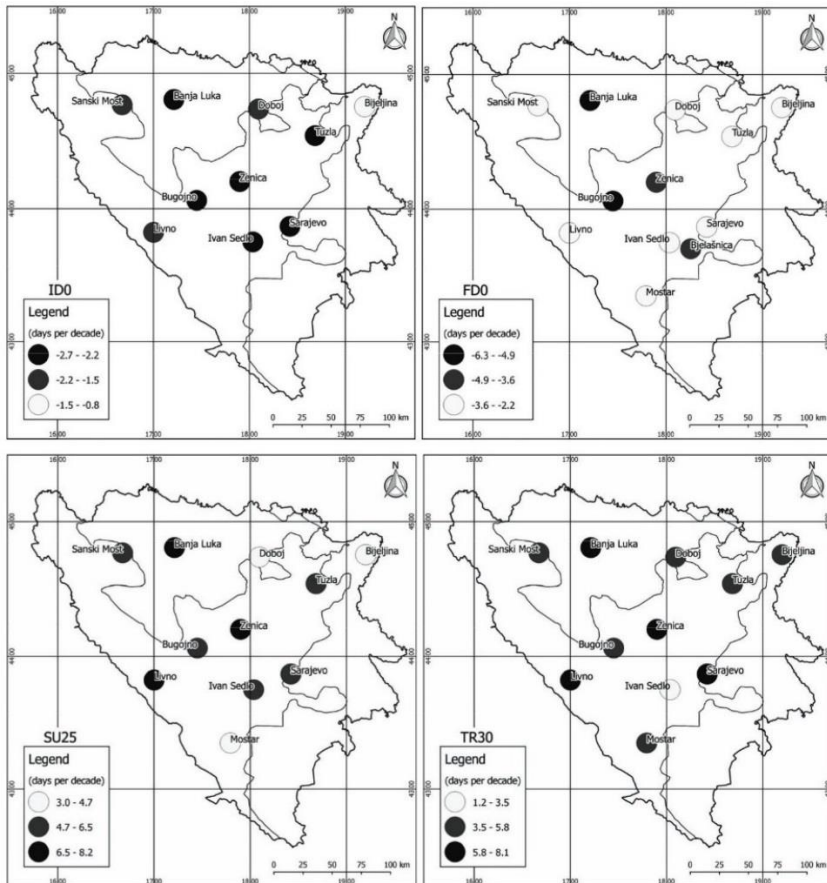 N
Sanski Most
Banja Luka
Doboj
Bijeljina
Tuzla
Zenica
Bugojno
Livno
Ivan Sedlo
Sarajevo
ID0
Legend
(days per decade)
-2.7 - -2.2
-2.2 - -1.5
-1.5 - -0.8
0 25 50 75 100 km
N
Sanski Most
Banja Luka
Doboj
Bijeljina
Tuzla
Zenica
Bugojno
Livno
Ivan Sedlo
Sarajevo
Bjelašnica
Mostar
FD0
Legend
(days per decade)
-6.3 - -4.9
-4.9 - -3.6
-3.6 - -2.2
0 25 50 75 100 km
N
Sanski Most
Banja Luka
Doboj
Bijeljina
Tuzla
Zenica
Bugojno
Livno
Ivan Sedlo
Sarajevo
Mostar
SU25
Legend
(days per decade)
3.0 - 4.7
4.7 - 6.5
6.5 - 8.2
0 25 50 75 100 km
N
Sanski Most
Banja Luka
Doboj
Bijeljina
Tuzla
Zenica
Bugojno
Livno
Ivan Sedlo
Sarajevo
Mostar
TR30
Legend
(days per decade)
1.2 - 3.5
3.5 - 5.8
5.8 - 8.1
0 25 50 75 100 km